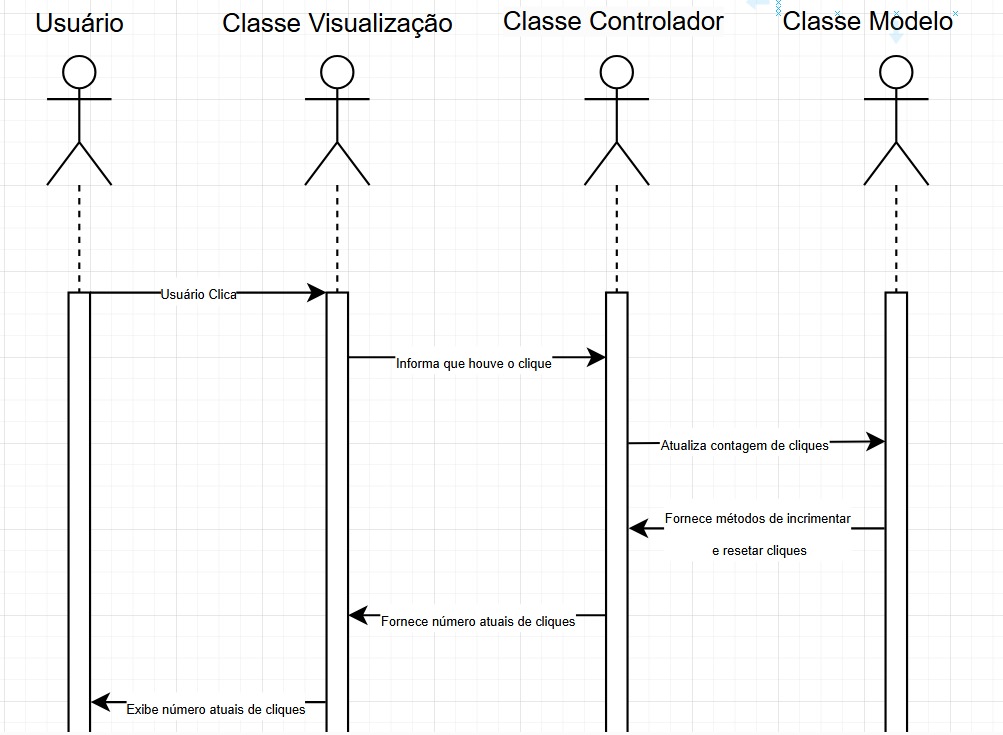 Usuário
Classe Visualização
Classe Controlador
Classe Modelo
Usuário Clica
Informa que houve o clique
Atualiza contagem de cliques
Fornece métodos de incrimentar
e resetar cliques
Fornece número atuais de cliques
Exibe número atuais de cliques